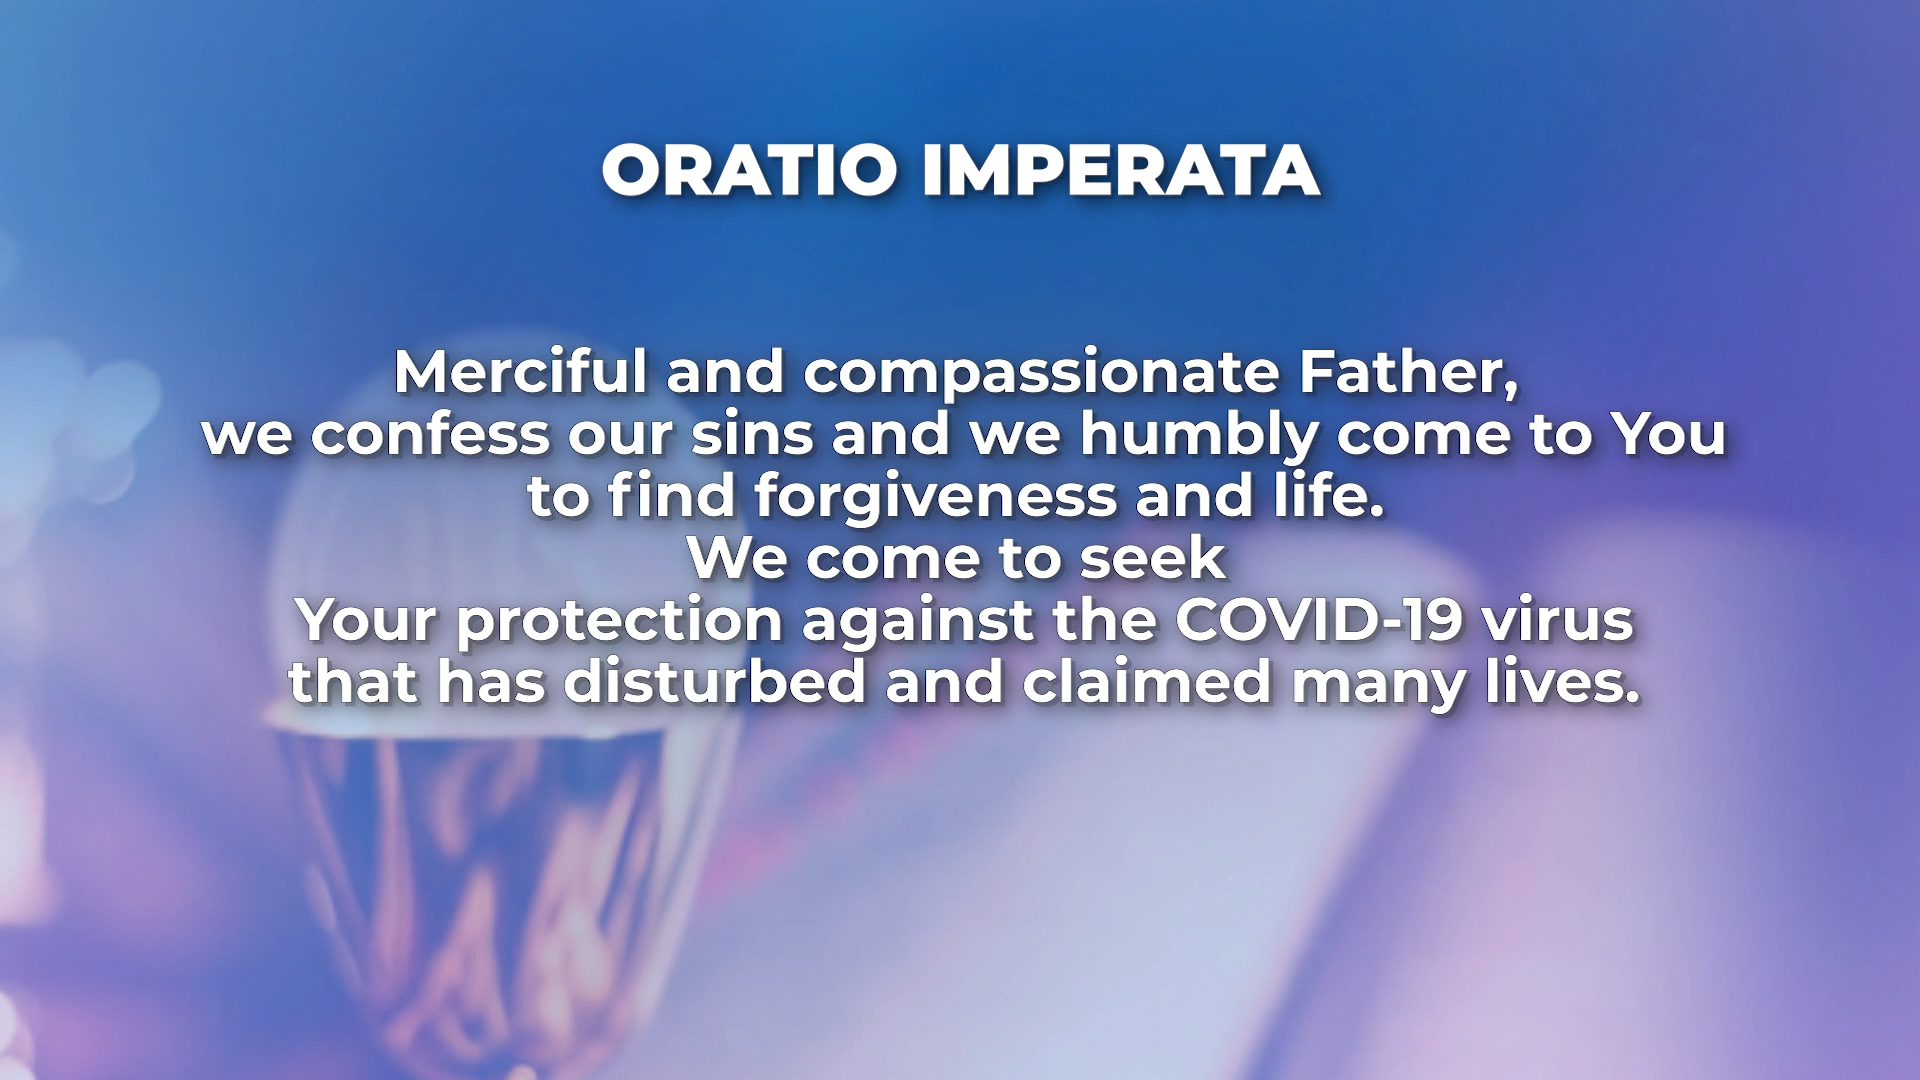 ORATIO IMPERATA
Merciful and compassionate Father,
we confess our sins and we humbly come to You
to find forgiveness and life.
We come to seek
Your protection against the COVID-19 virus
that has disturbed and claimed many lives.